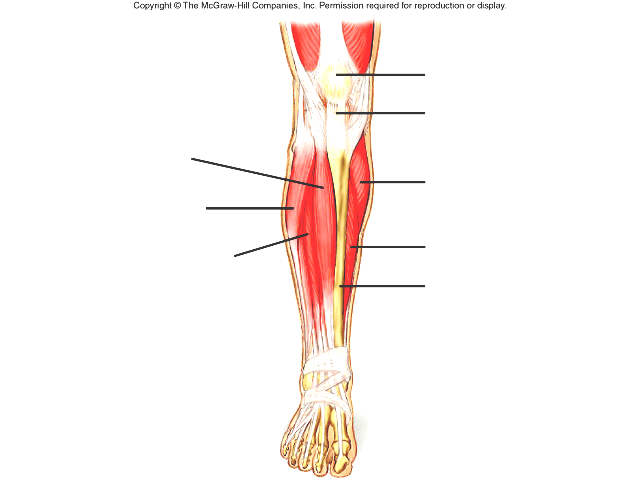 Copyright © The McGraw-Hill Companies, Inc. Permission required for reproduction or display.